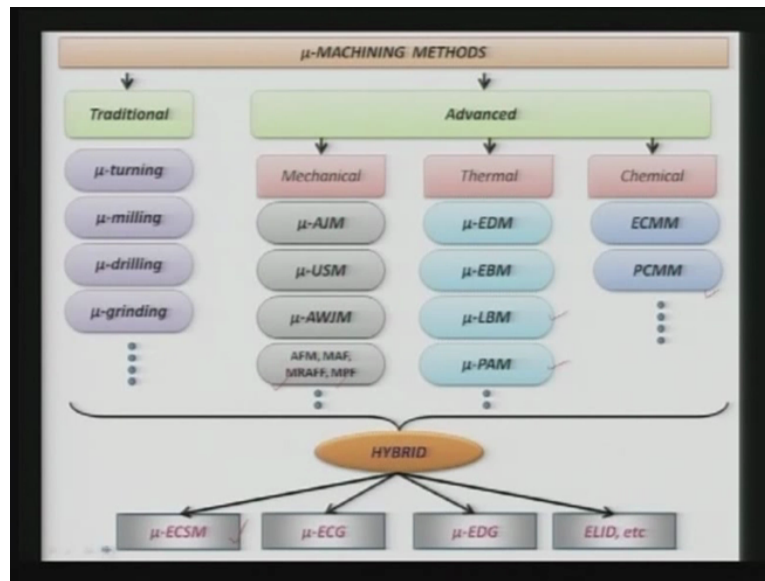 μ-MACHINING METHODS
Traditional
Advanced
μ-turning
μ-milling
μ-drilling
μ-grinding
Mechanical
Thermal
Chemical
μ-AJM
μ-USM
μ-AWJM
AFM, MAF,
MRAFF, MPF
μ-EDM
μ-EBM
μ-LBM
μ-PAM
ECMM
PCMM
HYBRID
μ-ECSM
μ-ECG
μ-EDG
ELID, etc